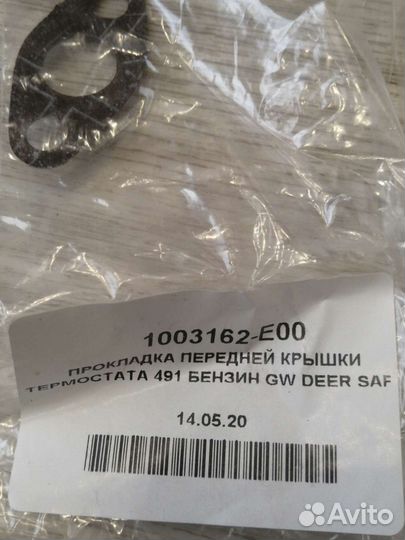 1003162-E00
ПРОКЛАДКА ПЕРЕДНЕЙ КРЫШКИ
ТЕРМОСТАТА 491 БЕНЗИН GW DEER SAF
14.05.20
Avito